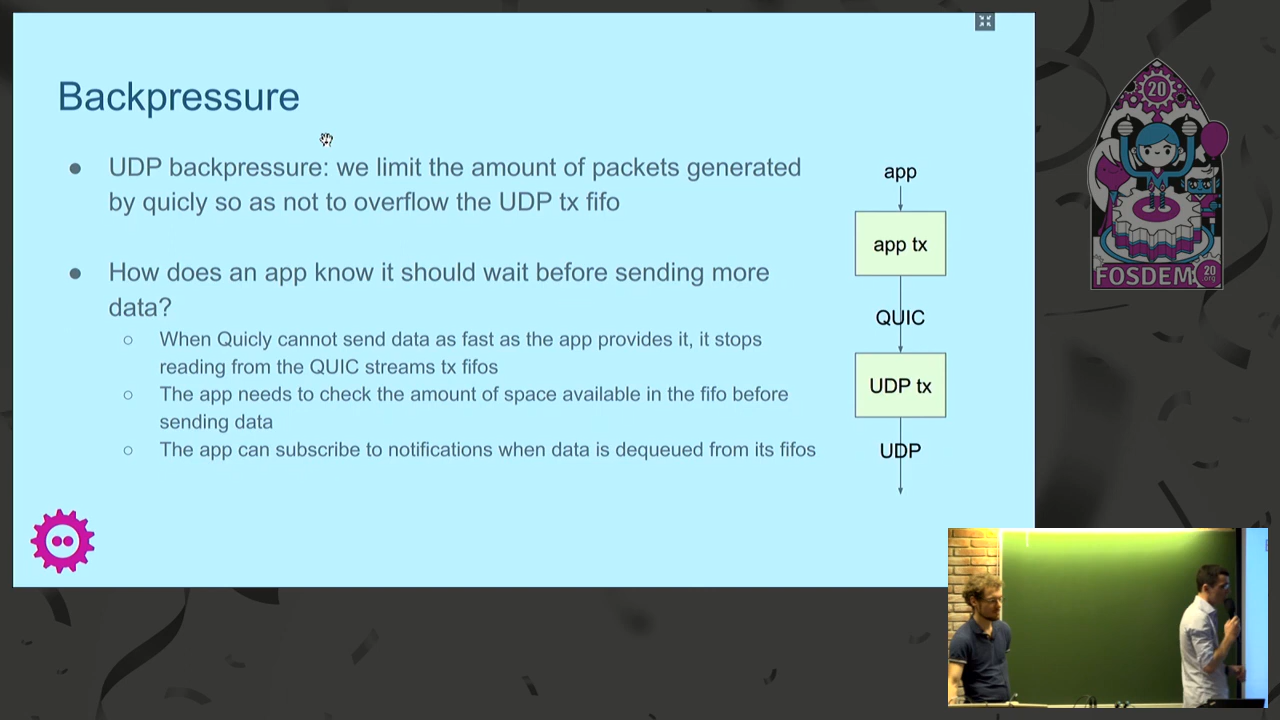 Backpressure
● UDP backpressure: we limit the amount of packets generated
by quicly so as not to overflow the UDP tx fifo
● How does an app know it should wait before sending more
data?
○ When Quicly cannot send data as fast as the app provides it, it stops
reading from the QUIC streams tx fifos
○ The app needs to check the amount of space available in the fifo before
sending data
○ The app can subscribe to notifications when data is dequeued from its fifos
app
app tx
QUIC
UDP tx
UDP
20
FOSDEM
20
.org